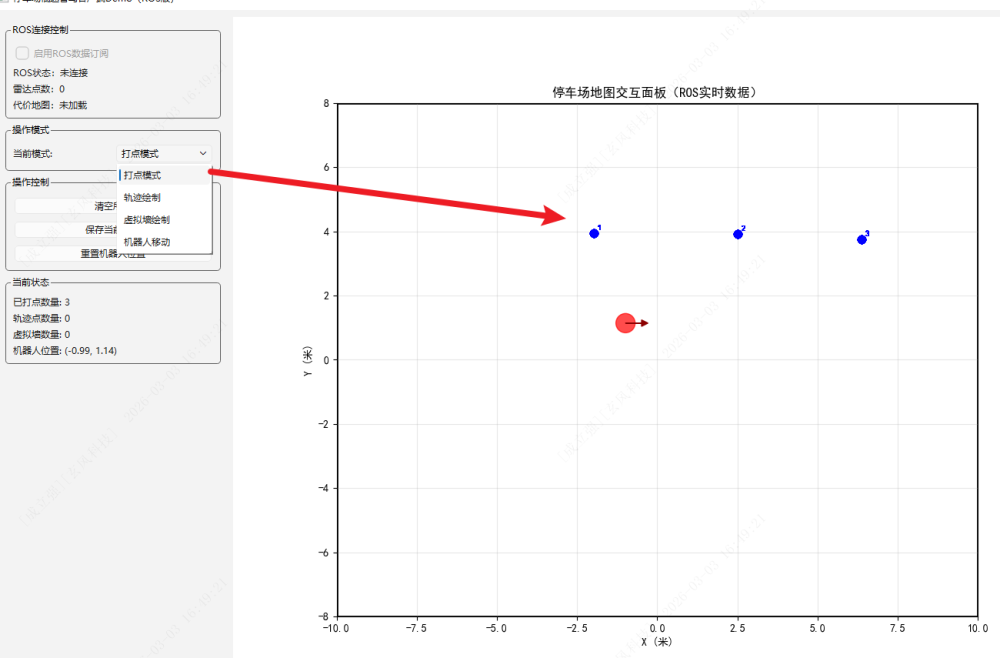 ROS连接控制
启用ROS数据订阅
ROS状态: 未连接
雷达点数: 0
代价地图: 未加载
操作模式
当前模式:
打点模式
打点模式
轨迹绘制
虚拟墙绘制
机器人移动
操作控制
清空
保存当前
重置机器人位置
当前状态
已打点数量: 3
轨迹点数量: 0
虚拟墙数量: 0
机器人位置: (-0.99, 1.14)
停车场地图交互面板（ROS实时数据）
8
6
4
2
0
−2
−4
−6
−8
Y (米)
1
2
3
−10.0
−7.5
−5.0
−2.5
0.0
2.5
5.0
7.5
10.0
X (米)